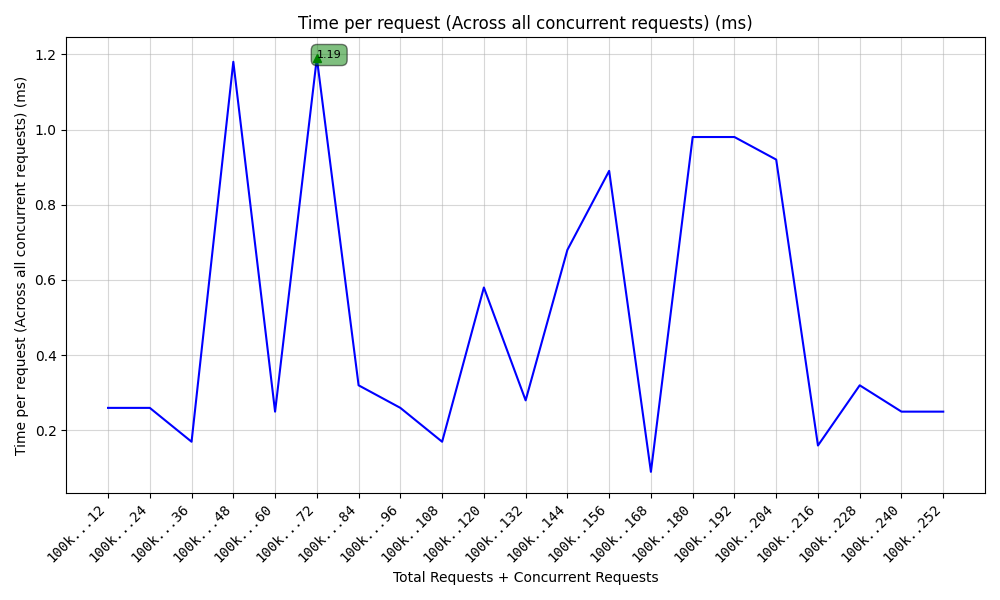 Time per request (Across all concurrent requests) (ms)
1.19
Time per request (Across all concurrent requests) (ms)
1.2
1.0
0.8
0.6
0.4
0.2
100k...12
100k...24
100k...36
100k...48
100k...60
100k...72
100k...84
100k...96
100k...108
100k...120
100k...132
100k...144
100k...156
100k...168
100k...180
100k...192
100k...204
100k...216
100k...228
100k...240
100k...252
Total Requests + Concurrent Requests